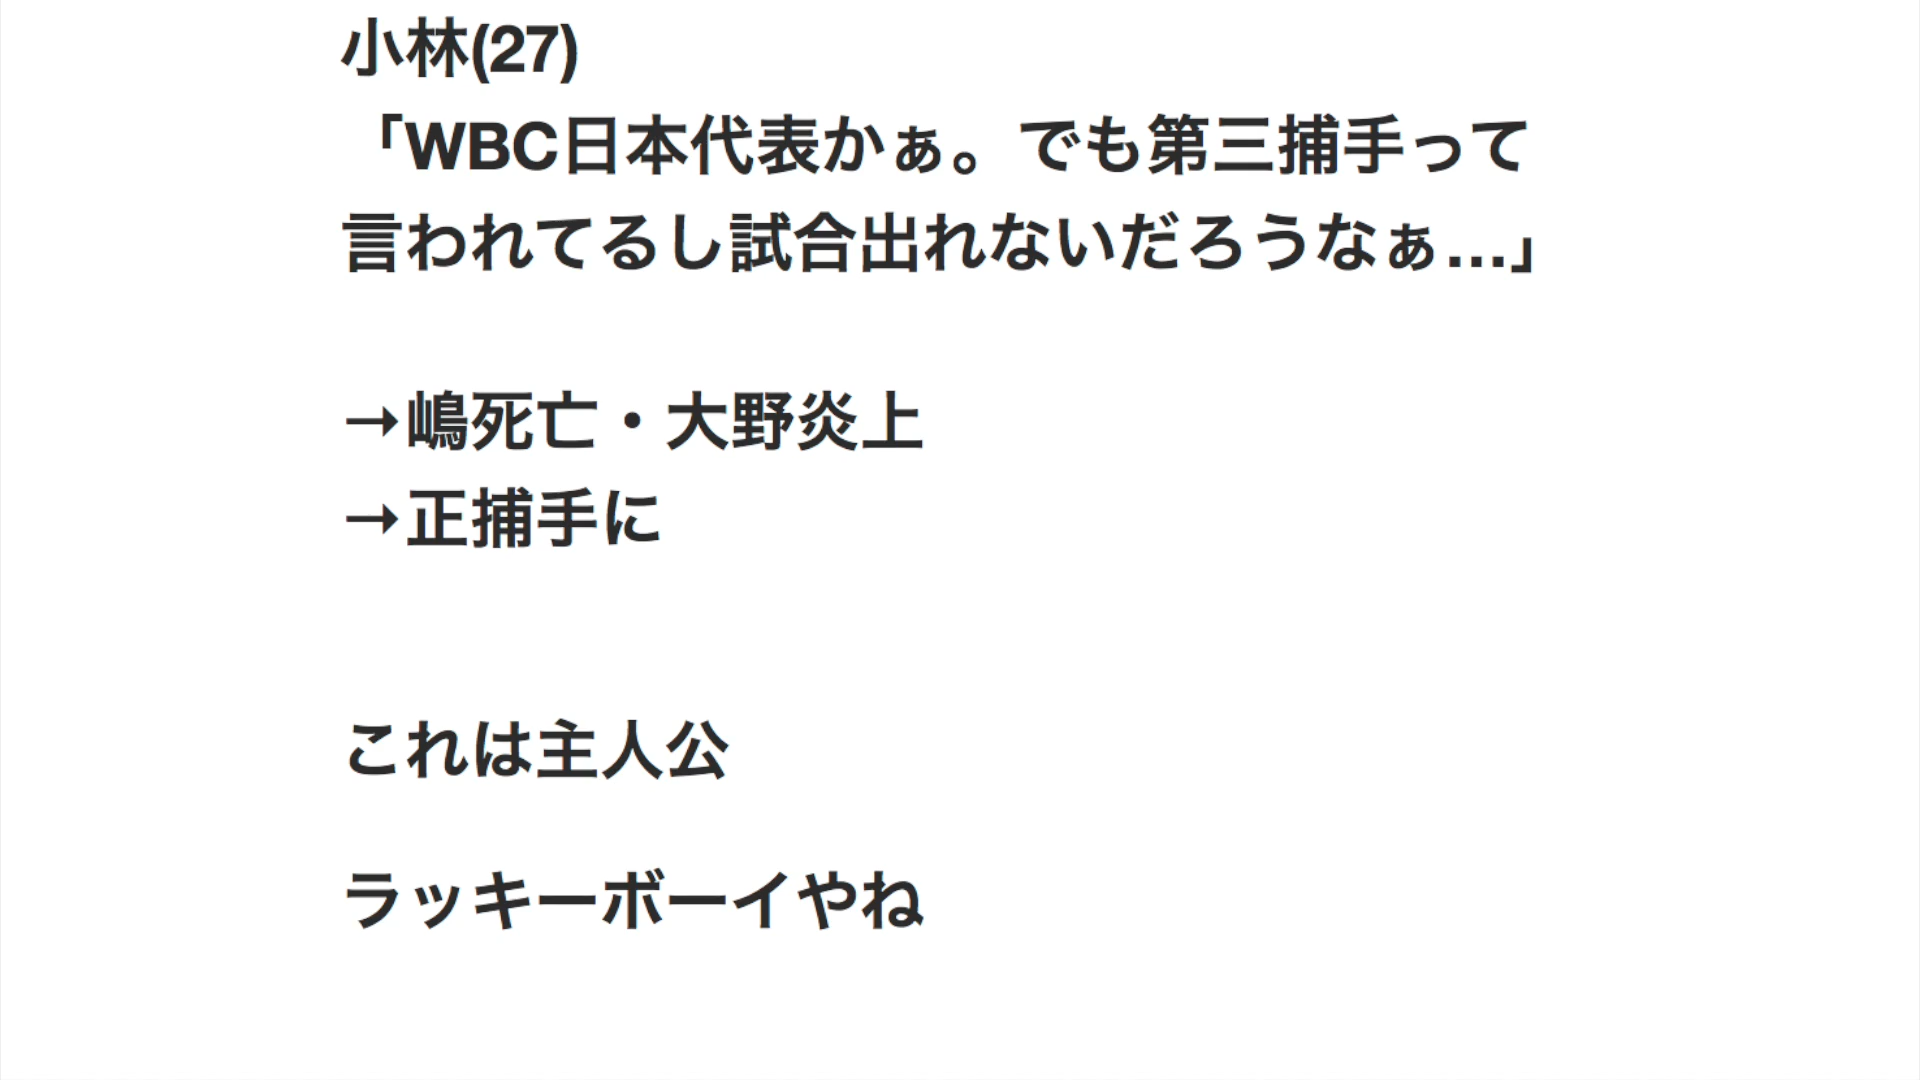 小林(27)
「WBC日本代表かぁ。でも第三捕手って
言われてるし試合出れないだろうなぁ…」
→嶋死亡・大野炎上
→正捕手に
これは主人公
ラッキーボーイやね